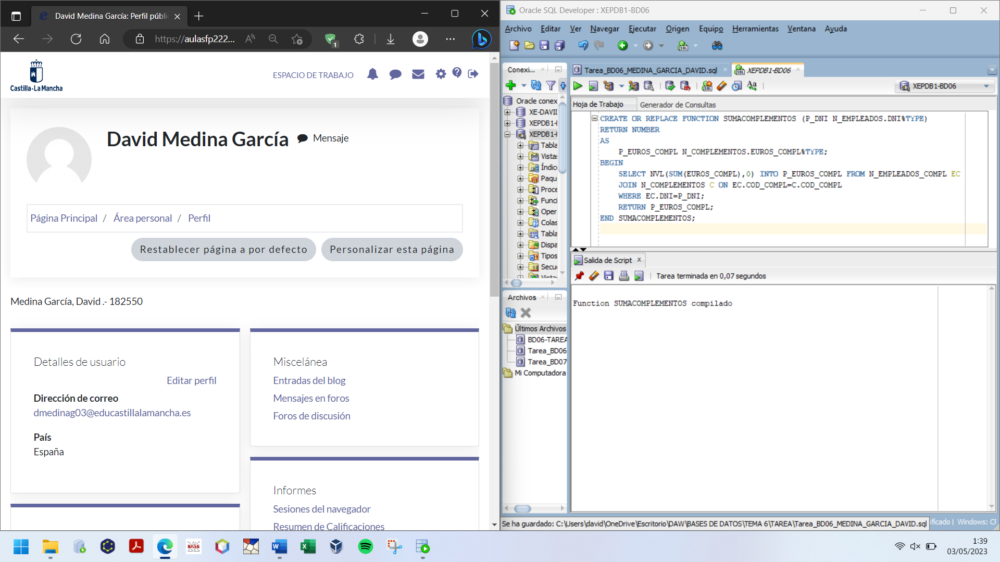 David Medina García: Perfil públi
https://aulasfp222...
1
Castilla-La Mancha
ESPACIO DE TRABAJO
David Medina García
Mensaje
Página Principal / Área personal / Perfil
Restablecer página a por defecto
Personalizar esta página
Medina García, David .- 182550
Detalles de usuario
Editar perfil
Dirección de correo
dmedinag03@educastillalamancha.es
País
España
Miscelánea
Entradas del blog
Mensajes en foros
Foros de discusión
Informes
Sesiones del navegador
Resumen de Calificaciones
Oracle SQL Developer : XEPDB1-BD06
Archivo Editar Ver Navegar Ejecutar Origen Equipo Herramientas Ventana Ayuda
Conexi...
Oracle conex
XE-DAVID
XEPDB1-
XEPDB1-
Tabla
Vistas
Índic
Paqu
Proce
Funci
Oper
Colas
Tabla
Dispa
Tipos
Secu
Vistas
Archivos
Últimos Archivos
BD06-TAREA
Tarea_BD06
Tarea_BD07
Mi Computadora
Tarea_BD06_MEDINA_GARCIA_DAVID.sql
XEPDB1-BD06
XEPDB1-BD06
Hoja de Trabajo
Generador de Consultas
CREATE OR REPLACE FUNCTION SUMACOMPLEMENTOS (P_DNI N_EMPLEADOS.DNI%TYPE)
RETURN NUMBER
AS
P_EUROS_COMPL N_COMPLEMENTOS.EUROS_COMPL%TYPE;
BEGIN
SELECT NVL(SUM(EUROS_COMPL),0) INTO P_EUROS_COMPL FROM N_EMPLEADOS_COMPL EC
JOIN N_COMPLEMENTOS C ON EC.COD_COMPL=C.COD_COMPL
WHERE EC.DNI=P_DNI;
RETURN P_EUROS_COMPL;
END SUMACOMPLEMENTOS;
Salida de Script
Tarea terminada en 0,07 segundos
Function SUMACOMPLEMENTOS compilado
Se ha guardado: C:\Users\david\OneDrive\Escritorio\DAW\BASES DE DATOS\TEMA 6\TAREA\Tarea_BD06_MEDINA_GARCIA_DAVID.sql
ificado | Windows: CF
BASE
1:39
03/05/2023